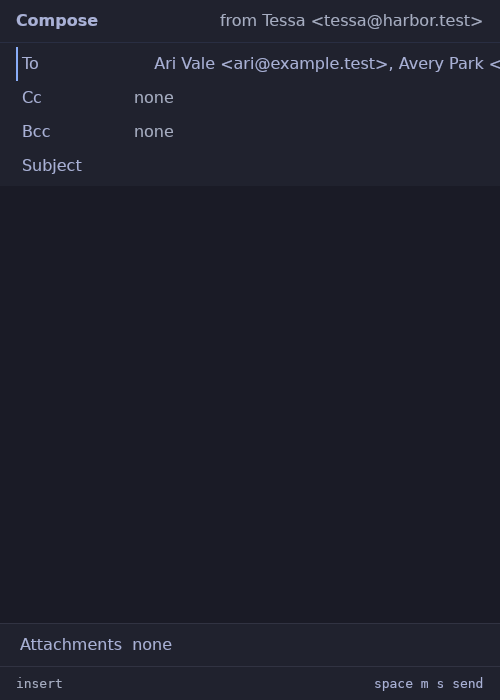 Compose from Tessa <tessa@harbor.test>
To Ari Vale <ari@example.test>, Avery Park <
Cc none
Bcc none
Subject
Attachments none
insert space m s send